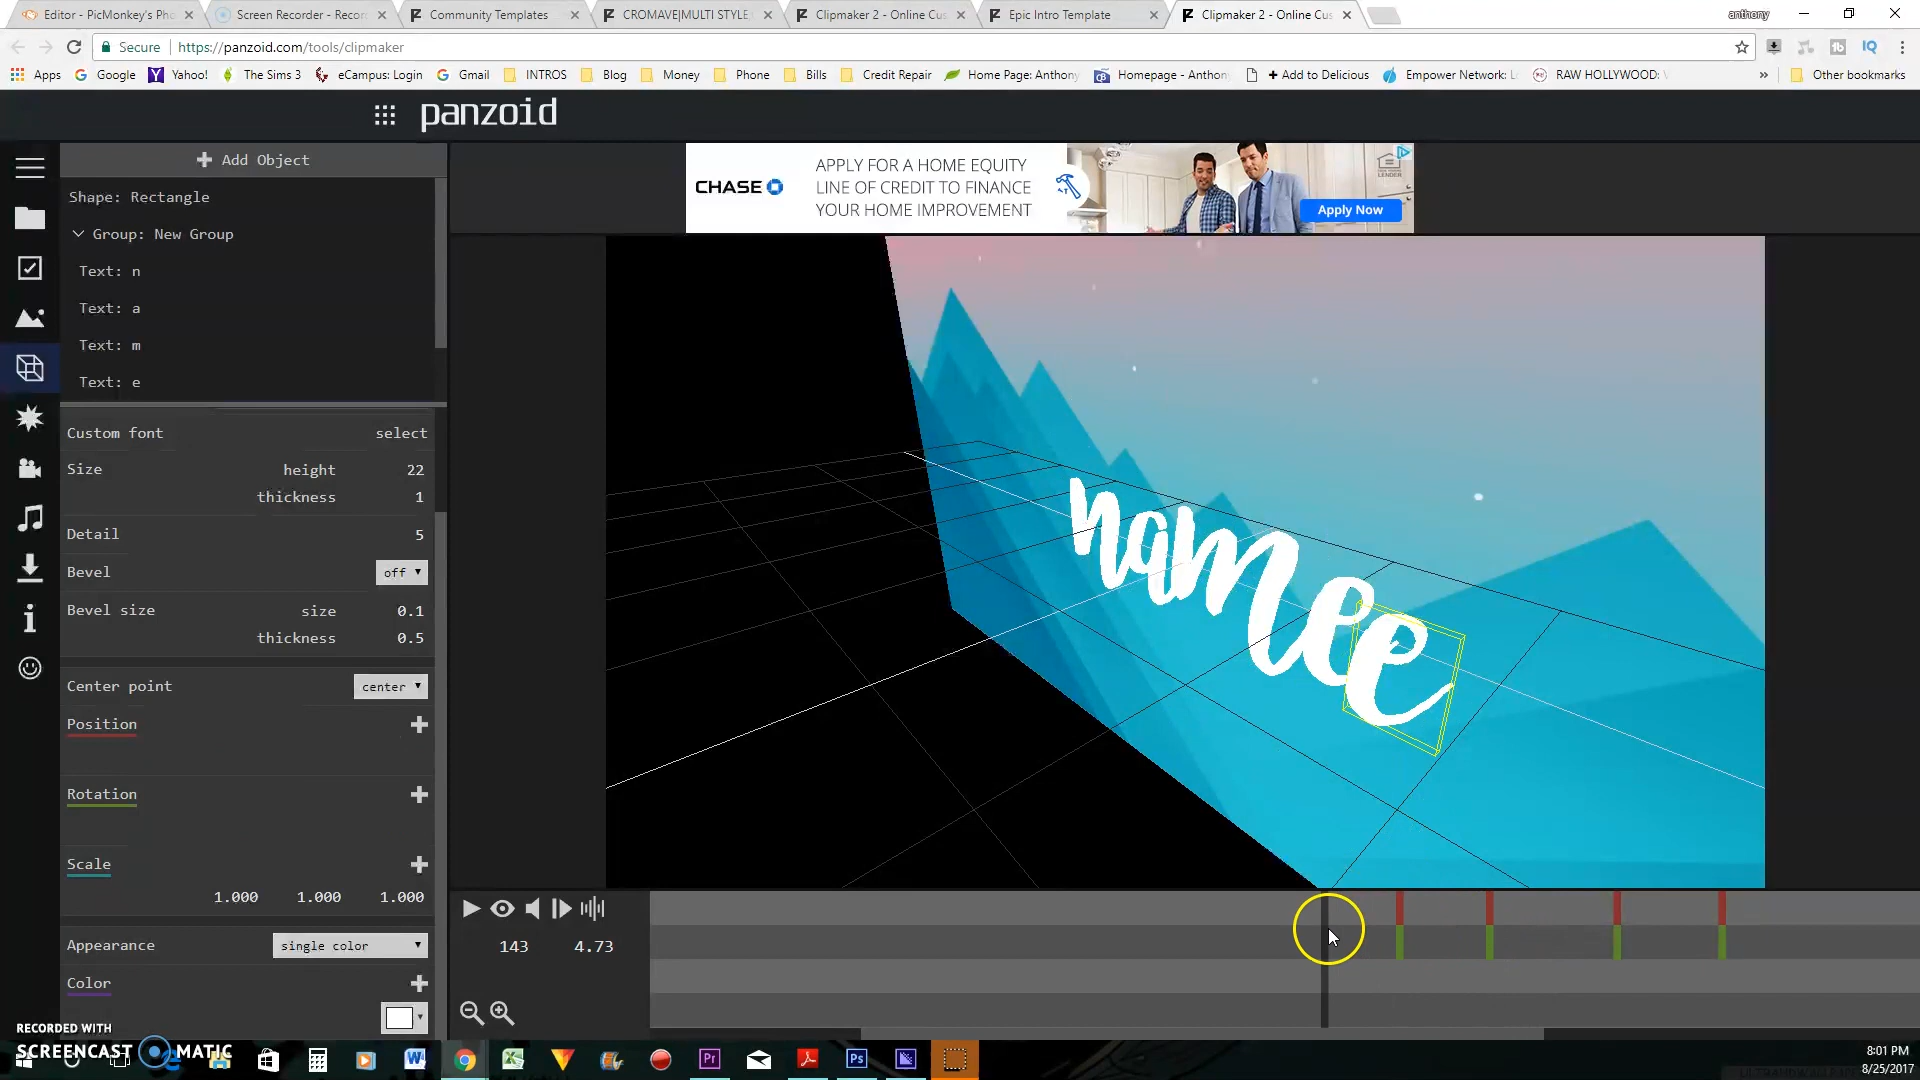 Editor - PicMonkey's Pho
Screen Recorder - Recor
Community Templates
CROMAVE|MULTI STYLE
Clipmaker 2 - Online Cus
Epic Intro Template
Clipmaker 2 - Online Cus
anthony
Secure https://panzoid.com/tools/clipmaker
Apps Google Yahoo! The Sims 3 eCampus: Login Gmail INTROS Blog Money Phone Bills Credit Repair Home Page: Anthony Homepage - Anthon Add to Delicious Empower Network: L RAW HOLLYWOOD: » Other bookmarks
panzoid
Add Object
Shape: Rectangle
Group: New Group
Text: n
Text: a
Text: m
Text: e
Custom font select
Size height 22
thickness 1
Detail 5
Bevel off
Bevel size size 0.1
thickness 0.5
Center point center
Position
Rotation
Scale
1.000 1.000 1.000
Appearance single color
Color
CHASE
APPLY FOR A HOME EQUITY
LINE OF CREDIT TO FINANCE
YOUR HOME IMPROVEMENT
Apply Now
LENDER
namee
143 4.73
RECORDED WITH
SCREENCAST MATIC
8:01 PM
8/25/2017